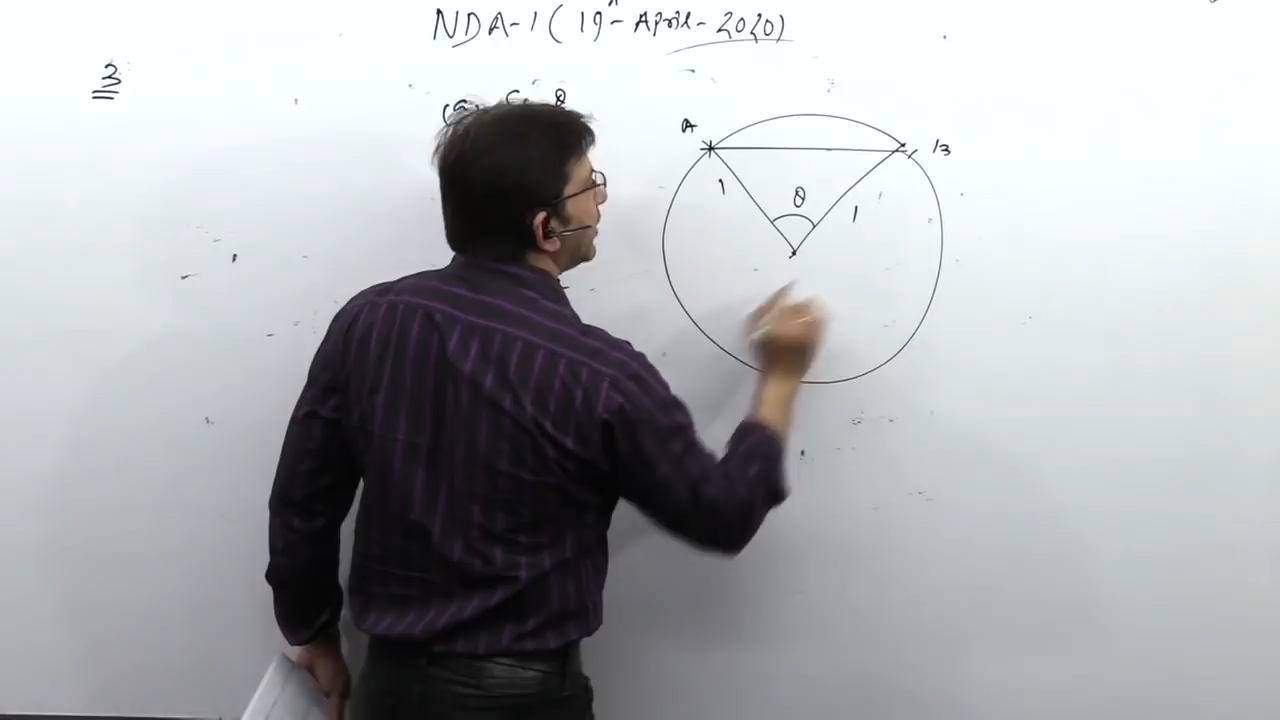 NDA-1 ( 19th - April - 2020)
3
θ
A
B
1
θ
1